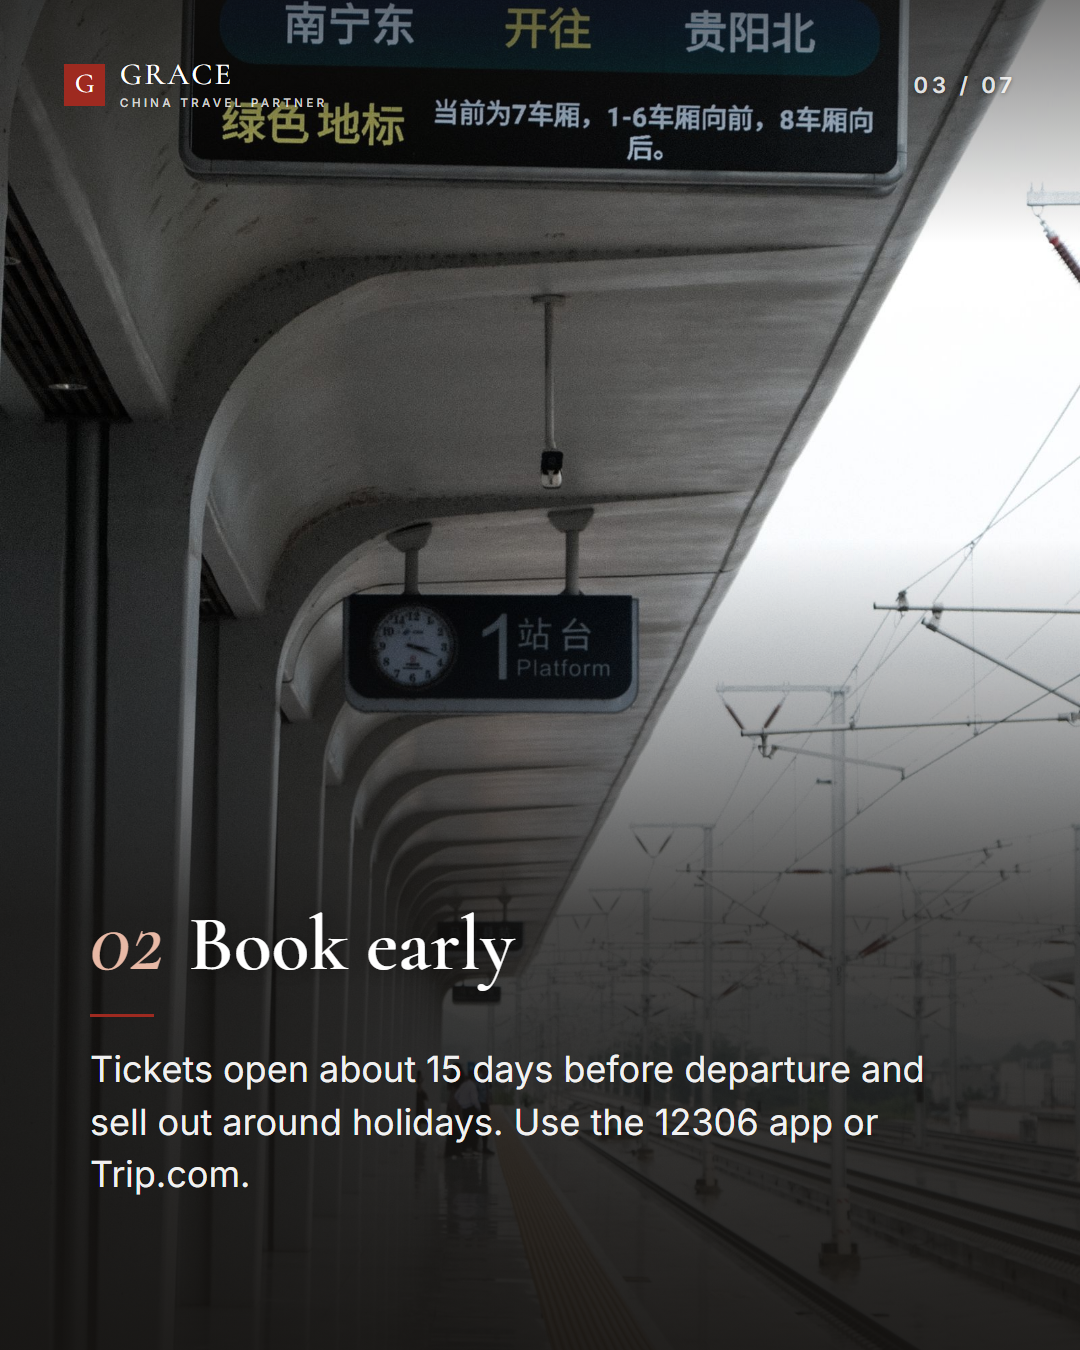 南宁东 开往 贵阳北
G GRACE
CHINA TRAVEL PARTNER
03 / 07
绿色 地标 当前为7车厢，1-6车厢向前，8车厢向
后。
1 站台
Platform
02 Book early
Tickets open about 15 days before departure and
sell out around holidays. Use the 12306 app or
Trip.com.